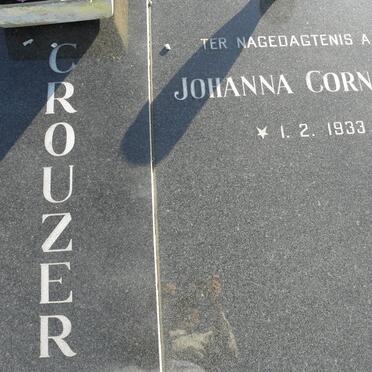 CROUZER
TER NAGEDAGTENIS A
JOHANNA CORN
★ 1. 2. 1933